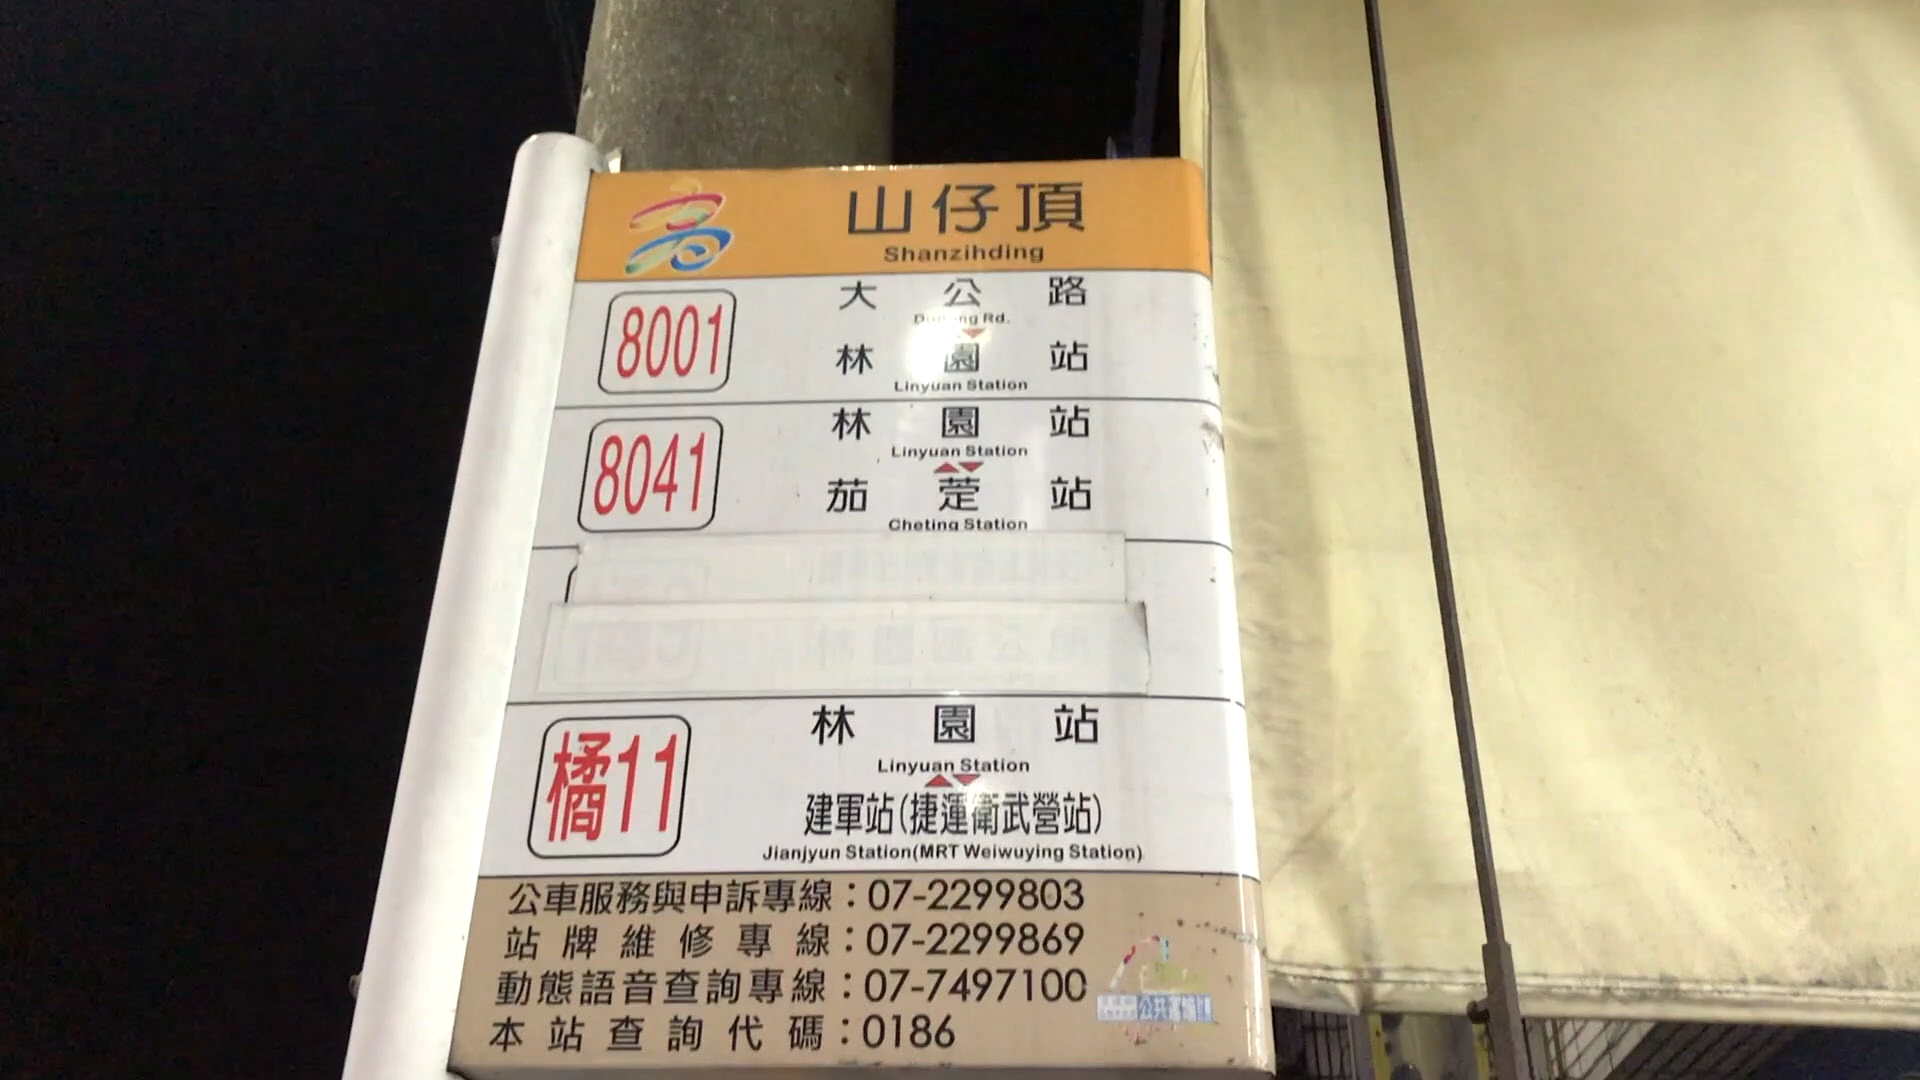 山仔頂
Shanzihding
8001
大公路
Rd.
林園站
Linyuan Station
8041
林園站
Linyuan Station
茄萣站
Cheting Station
橘11
林園站
Linyuan Station
建軍站(捷運衛武營站)
Jianjyun Station(MRT Weiwuying Station)
公車服務與申訴專線:07-2299803
站牌維修專線:07-2299869
動態語音查詢專線:07-7497100
本站查詢代碼:0186